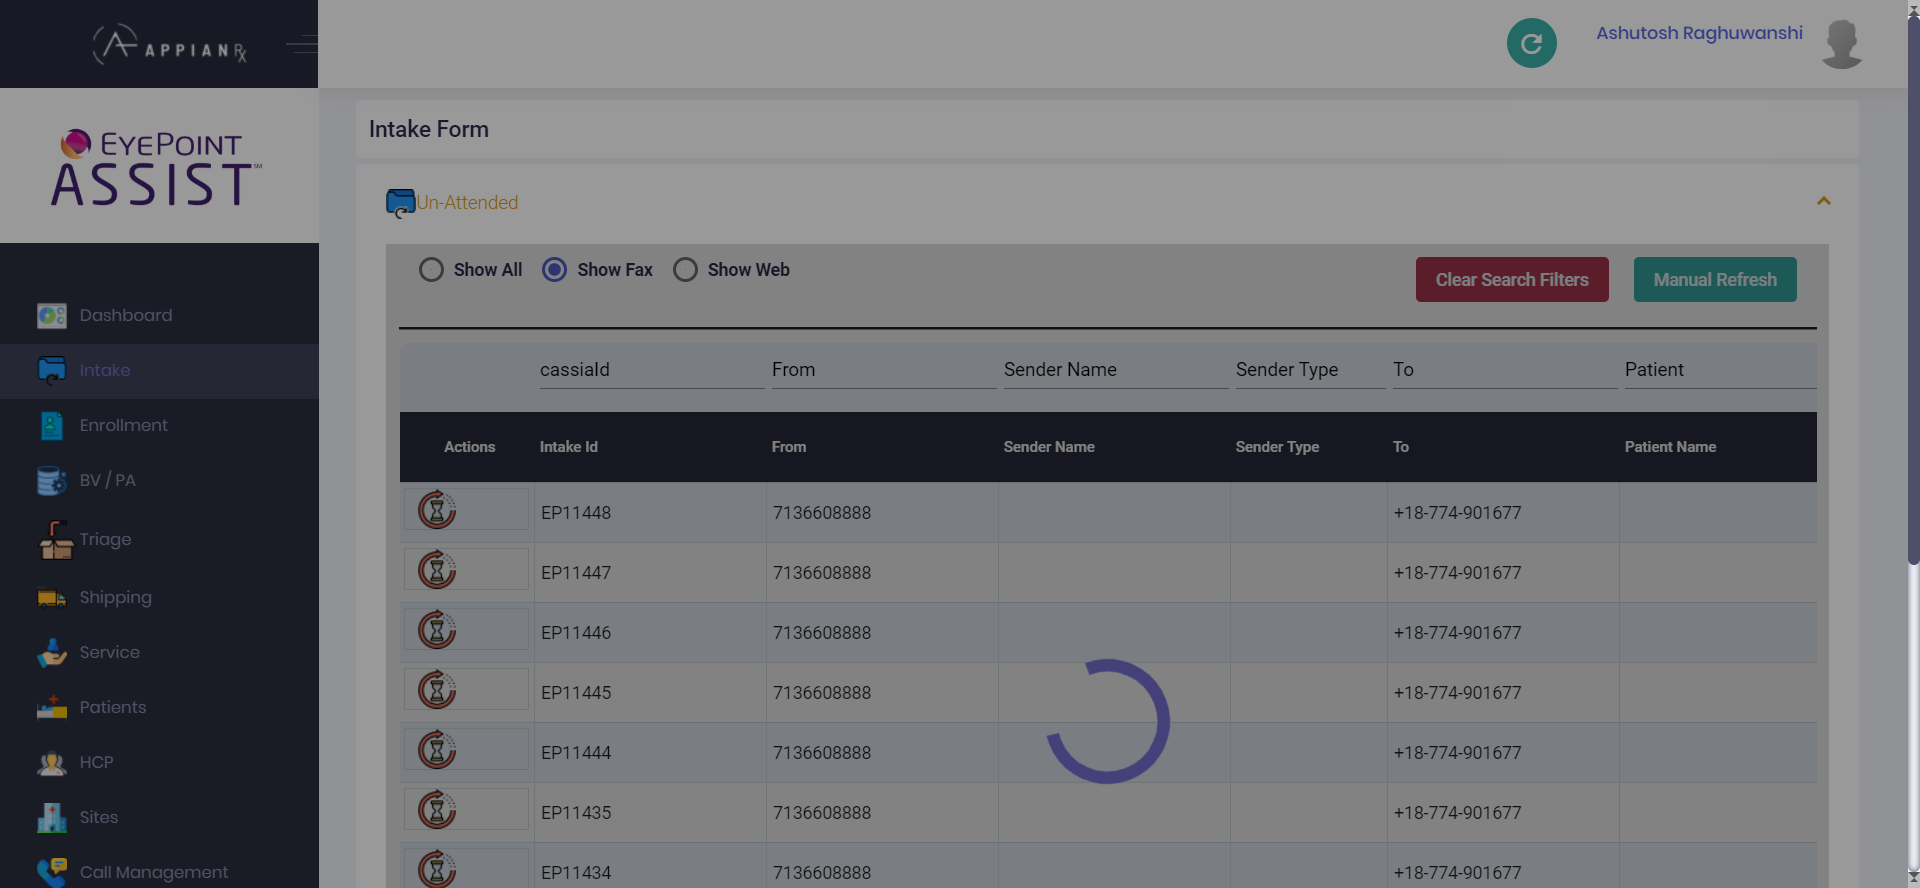 APPIANRX
Ashutosh Raghuwanshi
EYEPOINT
ASSIST SM
Intake Form
Un-Attended
Show All Show Fax Show Web
Clear Search Filters Manual Refresh
Dashboard
Intake
Enrollment
BV / PA
Triage
Shipping
Service
Patients
HCP
Sites
Call Management
cassiaId From Sender Name Sender Type To Patient
Actions Intake Id From Sender Name Sender Type To Patient Name
EP11448 7136608888 +18-774-901677
EP11447 7136608888 +18-774-901677
EP11446 7136608888 +18-774-901677
EP11445 7136608888 +18-774-901677
EP11444 7136608888 +18-774-901677
EP11435 7136608888 +18-774-901677
EP11434 7136608888 +18-774-901677